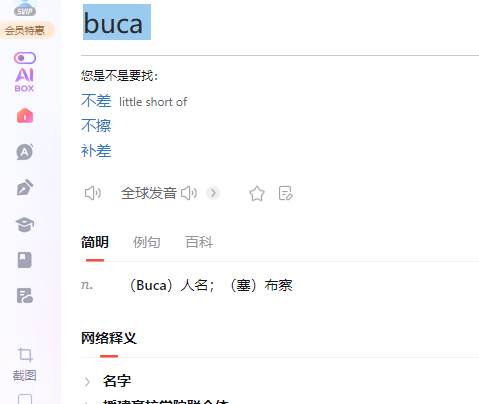 SVIP
会员特惠
AI
BOX
截图
buca
您是不是要找：
不差 little short of
不擦
补差
全球发音
简明 例句 百科
n. （Buca）人名；（塞）布察
网络释义
名字